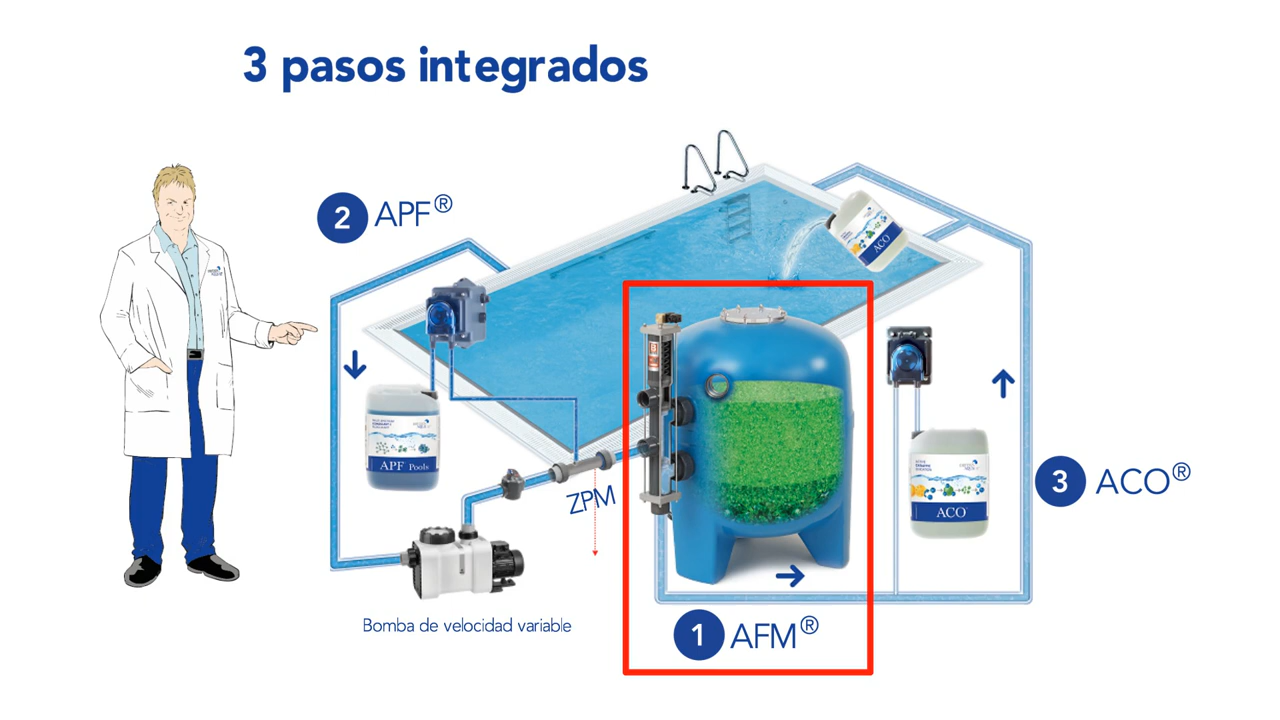 3 pasos integrados
2 APF®
ACO
APF Pools
ZPM
ACO
3 ACO®
Bomba de velocidad variable
1 AFM®